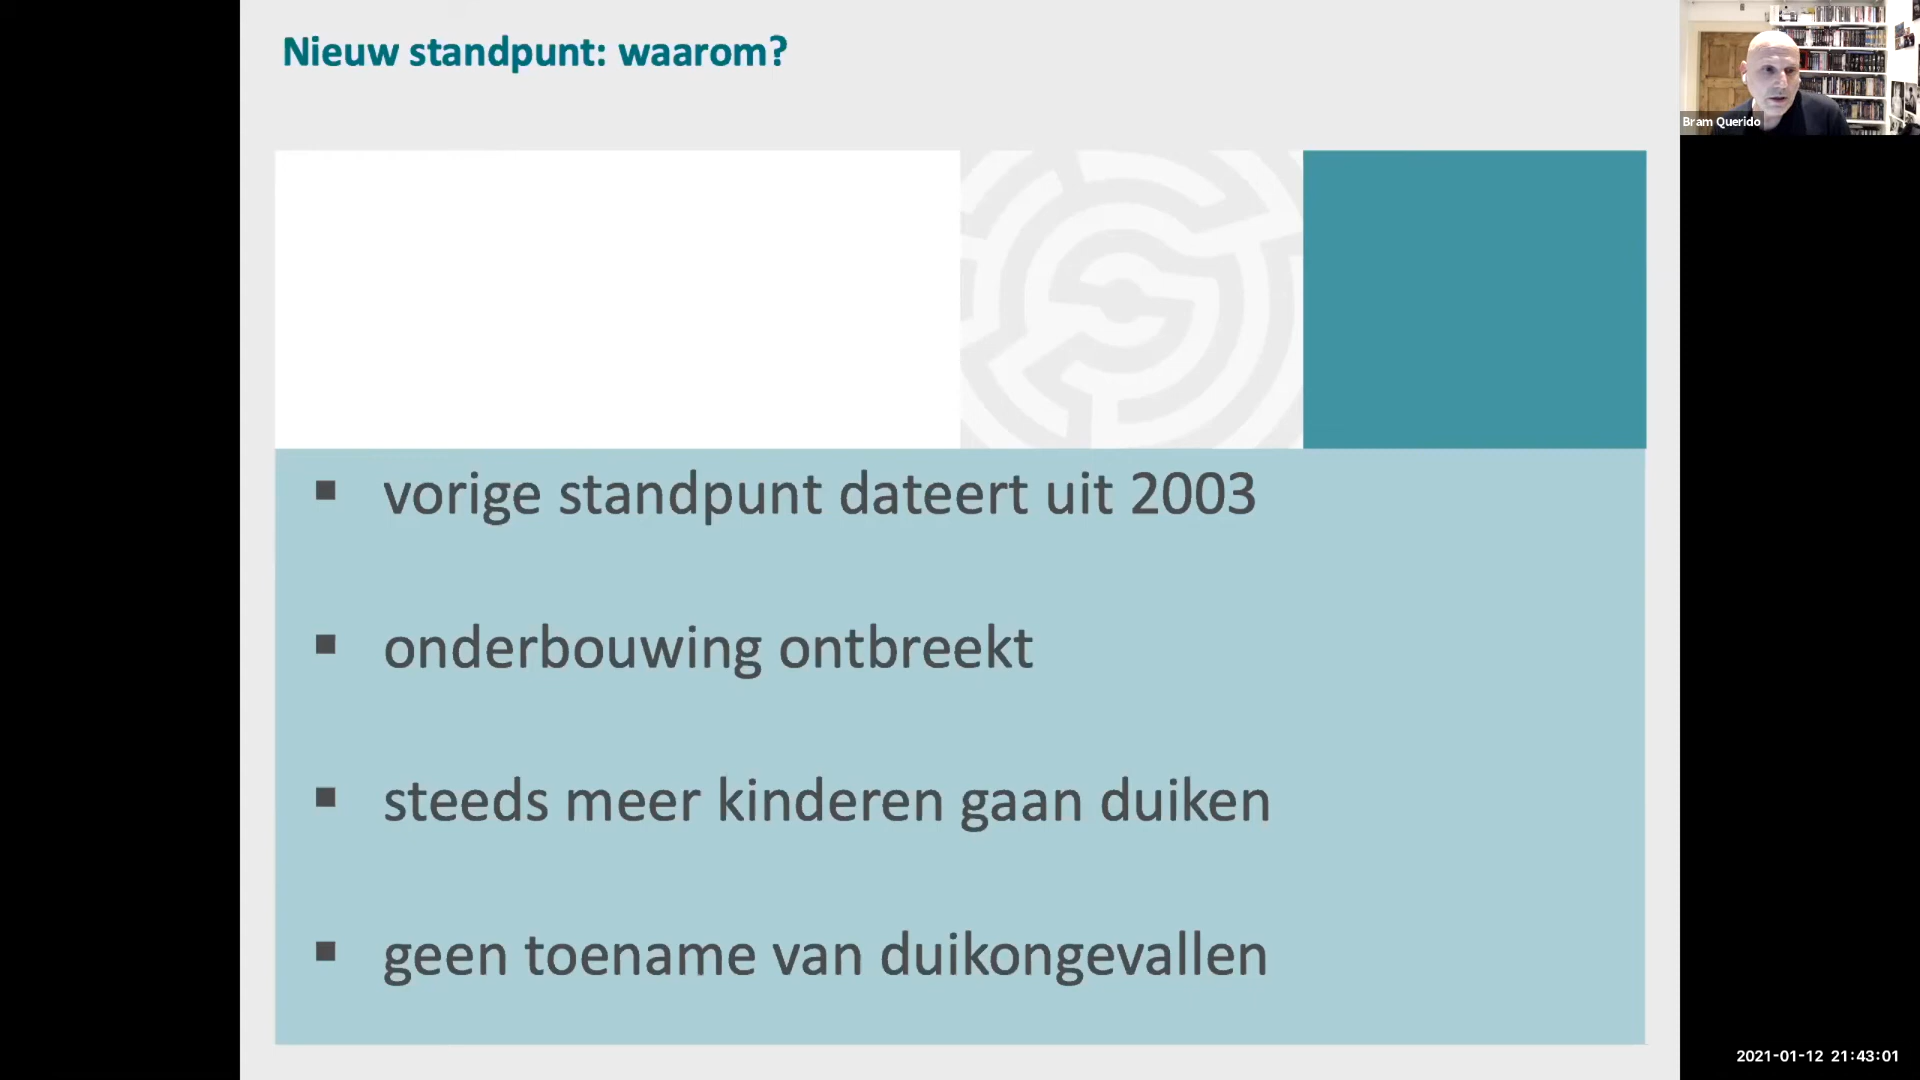 Nieuw standpunt: waarom?
Bram Querido
▪ vorige standpunt dateert uit 2003
▪ onderbouwing ontbreekt
▪ steeds meer kinderen gaan duiken
▪ geen toename van duikongevallen
2021-01-12 21:43:01